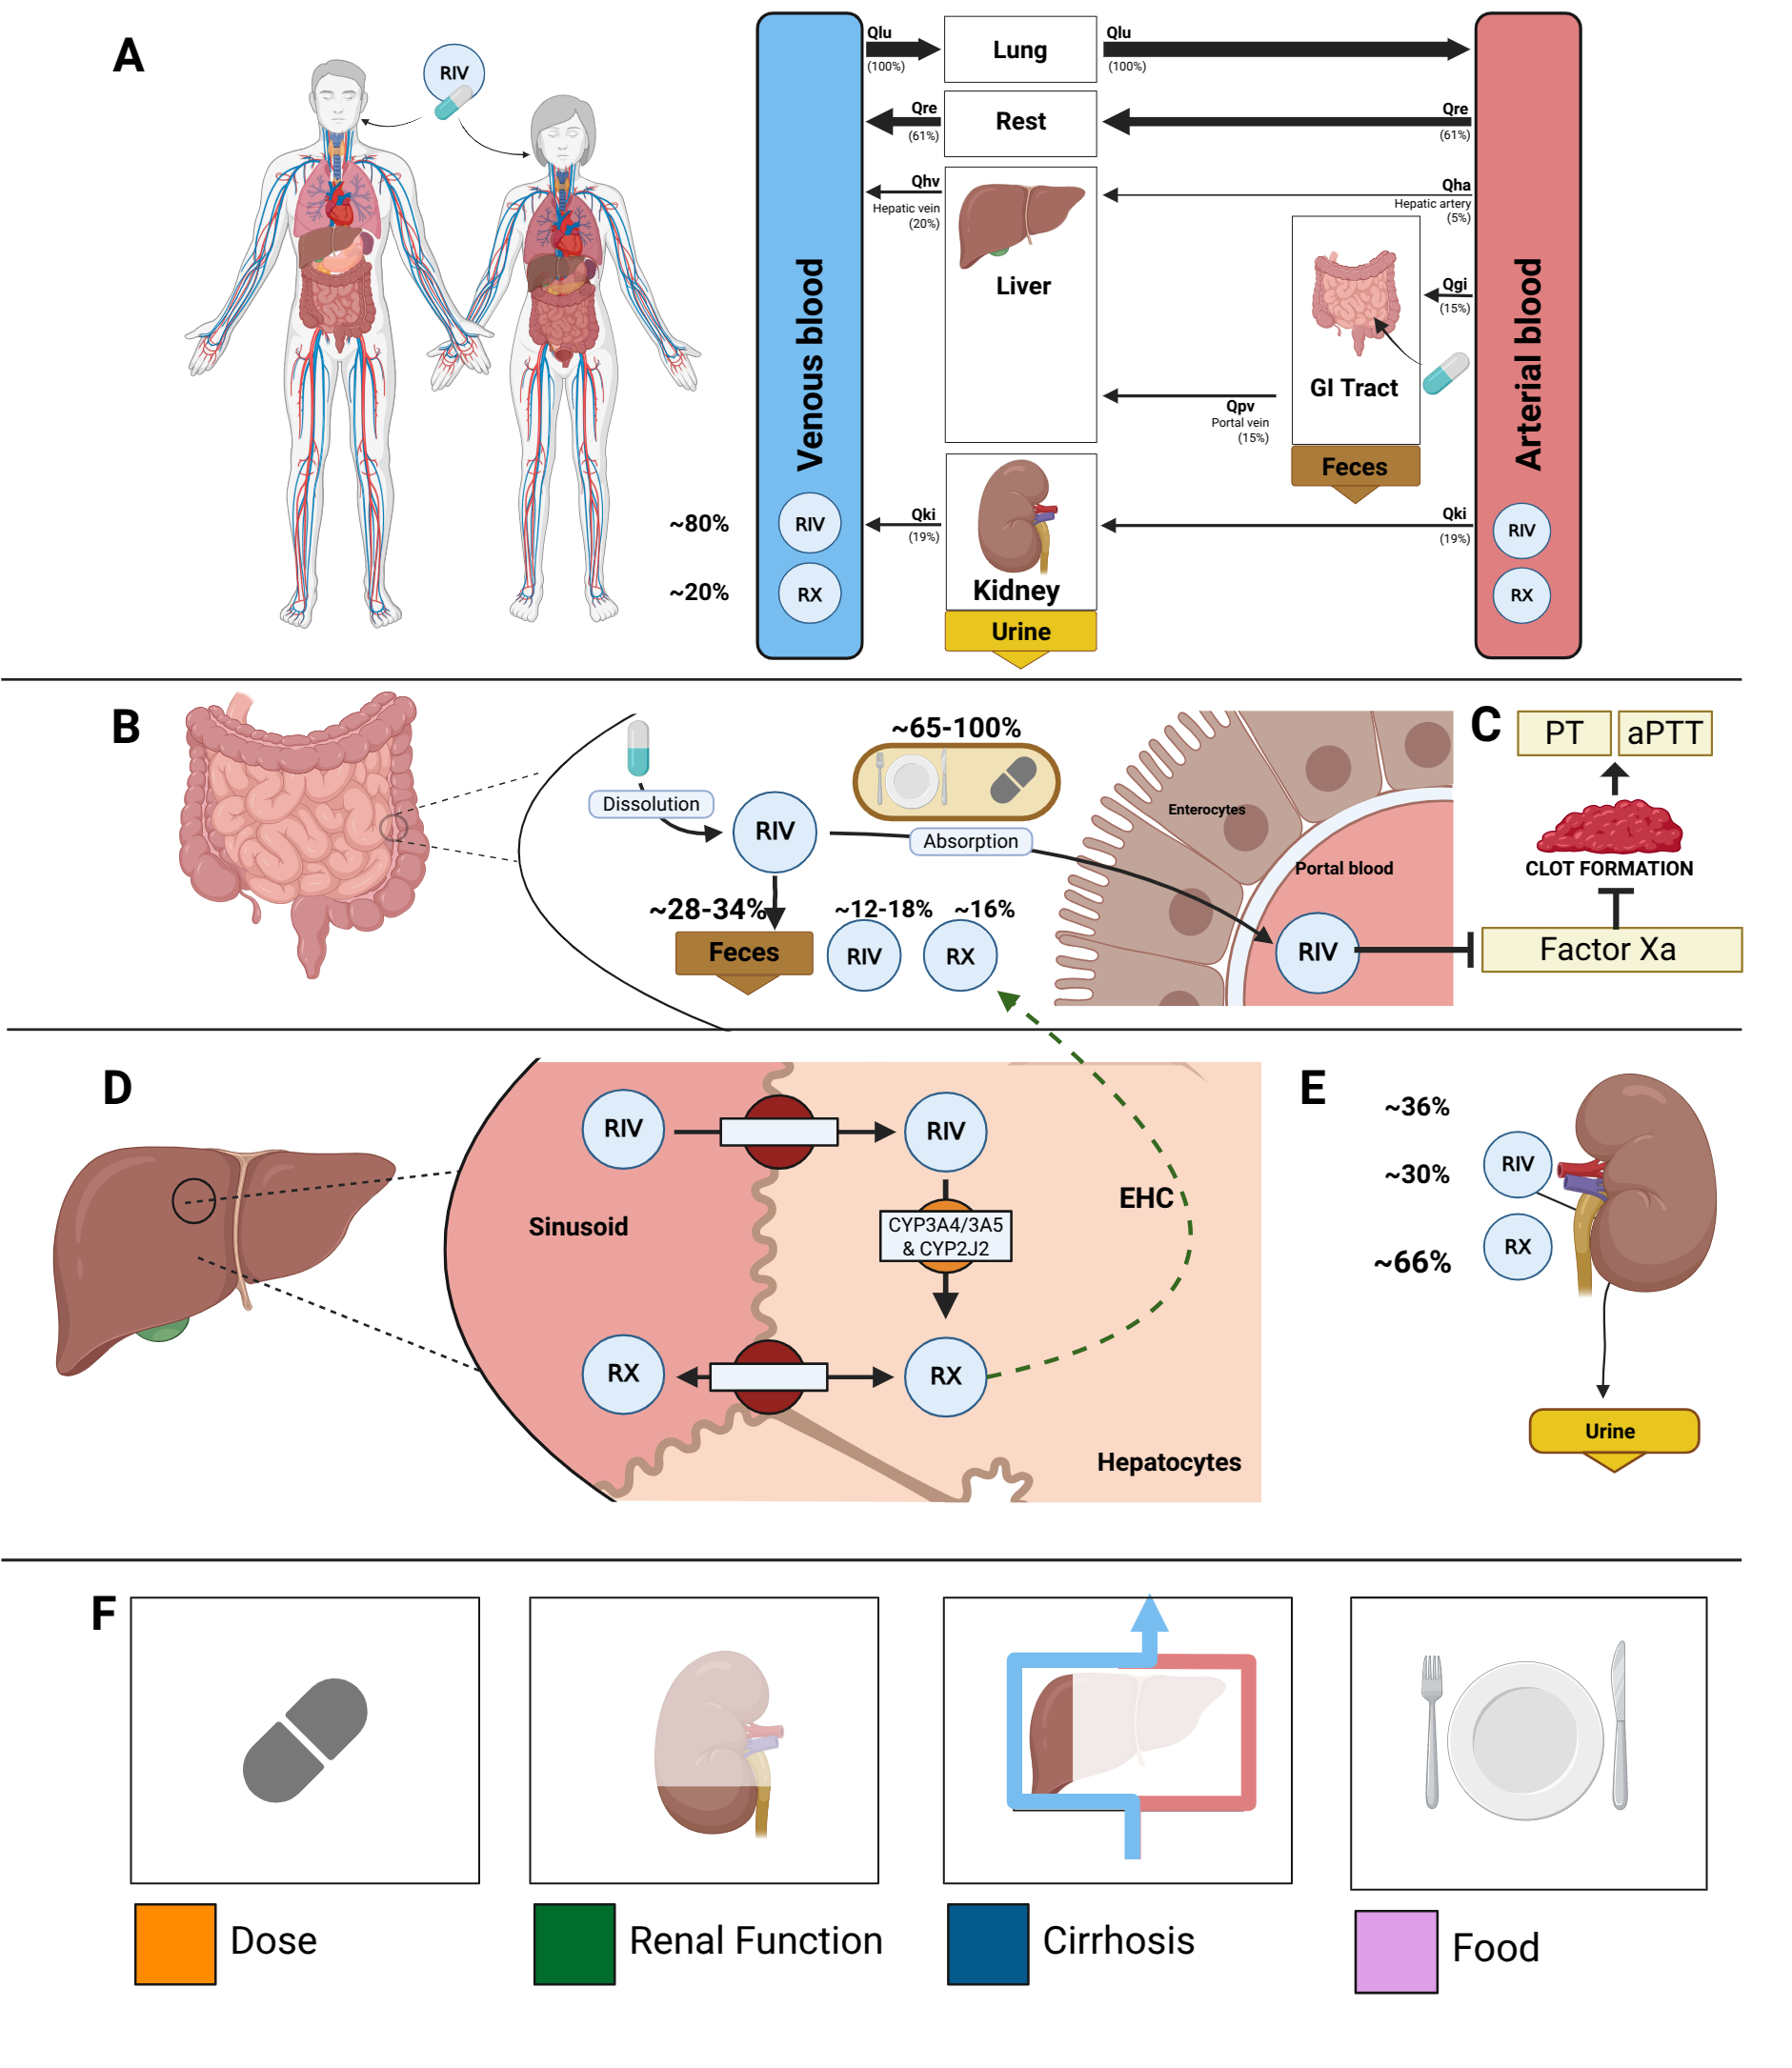 A
RIV
Venous blood
~80%
RIV
~20%
RX
Qlu
(100%)
Lung
Qlu
(100%)
Qre
(61%)
Rest
Qre
(61%)
Qhv
Hepatic vein
(20%)
Liver
Qha
Hepatic artery
(5%)
Qgi
(15%)
GI Tract
Qpv
Portal vein
(15%)
Feces
Qki
(19%)
Kidney
Urine
Qki
(19%)
Arterial blood
RIV
RX
B
Dissolution
RIV
~65-100%
Absorption
~28-34%
Feces
~12-18%
RIV
~16%
RX
Enterocytes
Portal blood
RIV
C
PT
aPTT
CLOT FORMATION
Factor Xa
D
RIV
RIV
Sinusoid
CYP3A4/3A5
& CYP2J2
EHC
RX
RX
Hepatocytes
E
~36%
RIV
~30%
RX
~66%
Urine
F
Dose
Renal Function
Cirrhosis
Food